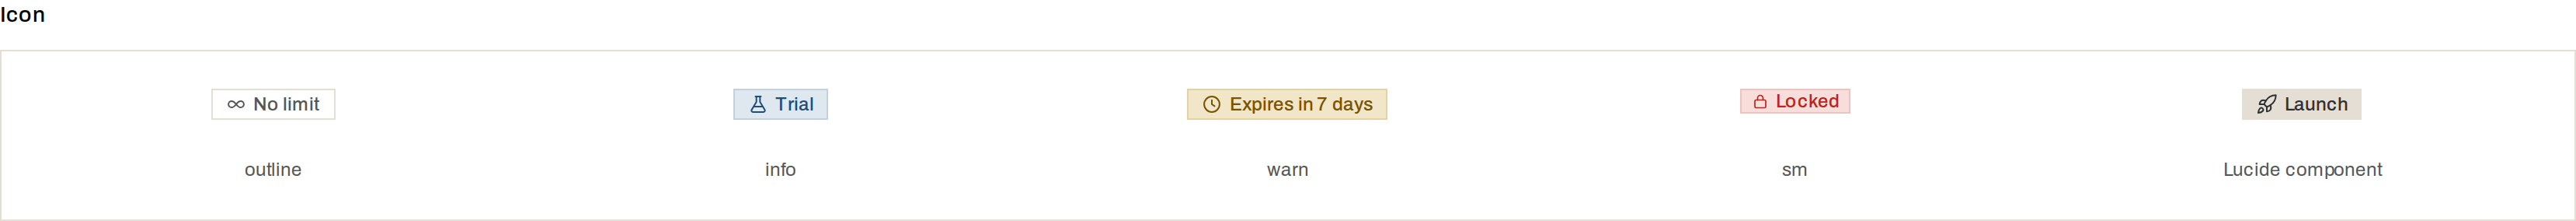 Icon
No limit
Trial
Expires in 7 days
Locked
Launch
outline
info
warn
sm
Lucide component